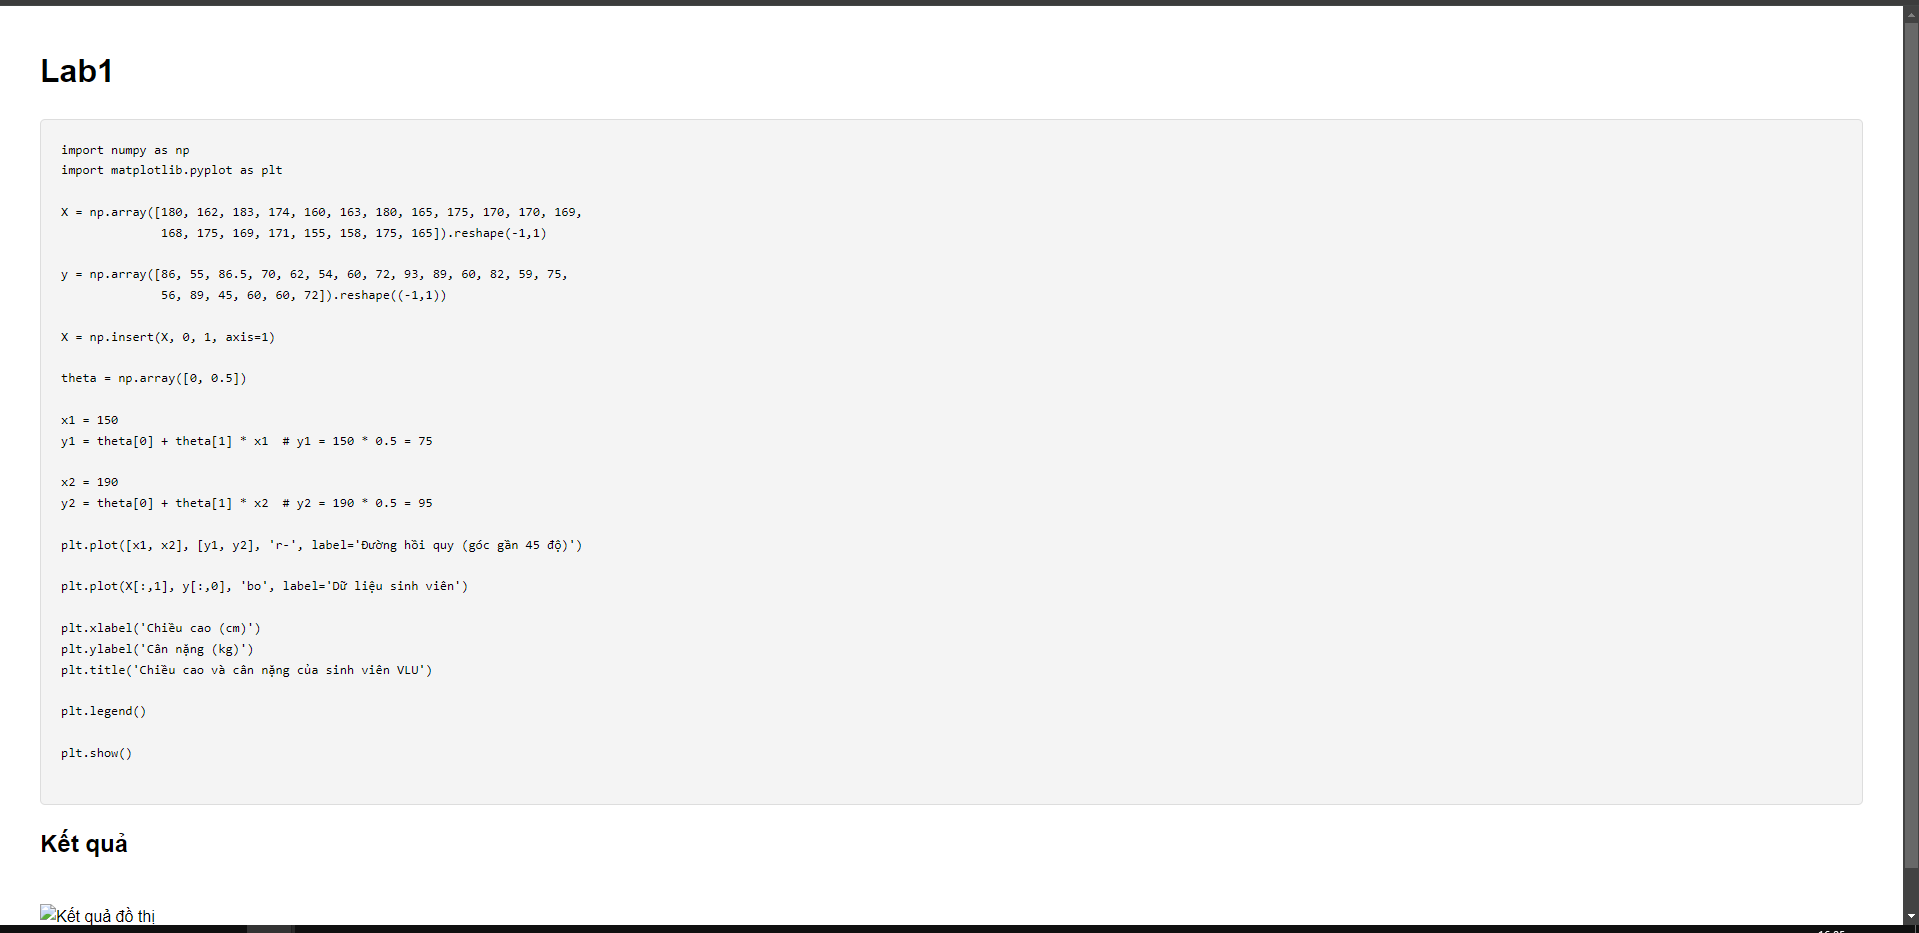 Lab1
import numpy as np
import matplotlib.pyplot as plt
X = np.array([180, 162, 183, 174, 160, 163, 180, 165, 175, 170, 170, 169,
168, 175, 169, 171, 155, 158, 175, 165]).reshape(-1,1)
y = np.array([86, 55, 86.5, 70, 62, 54, 60, 72, 93, 89, 60, 82, 59, 75,
56, 89, 45, 60, 60, 72]).reshape((-1,1))
X = np.insert(X, 0, 1, axis=1)
theta = np.array([0, 0.5])
x1 = 150
y1 = theta[0] + theta[1] * x1  # y1 = 150 * 0.5 = 75
x2 = 190
y2 = theta[0] + theta[1] * x2  # y2 = 190 * 0.5 = 95
plt.plot([x1, x2], [y1, y2], 'r-', label='Đường hồi quy (góc gần 45 độ)')
plt.plot(X[:,1], y[:,0], 'bo', label='Dữ liệu sinh viên')
plt.xlabel('Chiều cao (cm)')
plt.ylabel('Cân nặng (kg)')
plt.title('Chiều cao và cân nặng của sinh viên VLU')
plt.legend()
plt.show()
Kết quả
Kết quả đồ thị